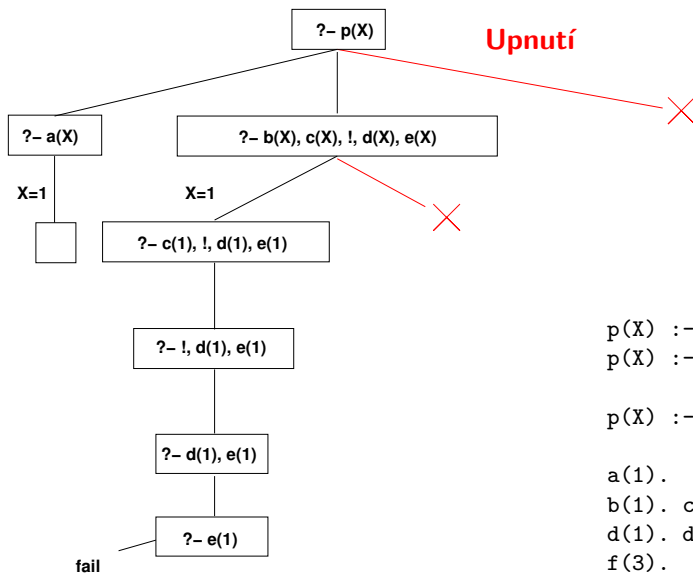 ?– p(X)
Upnutí
?– a(X)
?– b(X), c(X), !, d(X), e(X)
X=1
X=1
?– c(1), !, d(1), e(1)
?– !, d(1), e(1)
?– d(1), e(1)
?– e(1)
fail
p(X) :-
p(X) :-
p(X) :-
a(1).
b(1). c
d(1). d
f(3).